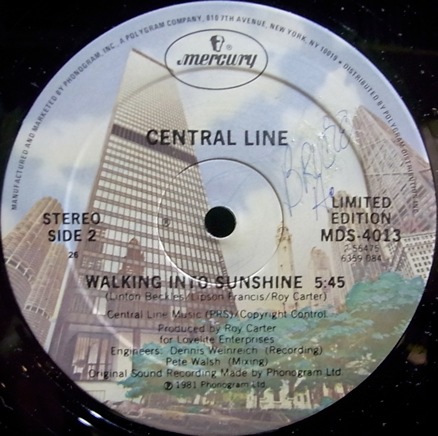 MANUFACTURED AND MARKETED BY PHONOGRAM, INC., A POLYGRAM COMPANY, 810 7TH AVENUE, NEW YORK, NY 10019 • DISTRIBUTED BY POLYGRAM DISTRIBUTION, INC.
mercury
CENTRAL LINE
STEREO
SIDE 2
26
LIMITED
EDITION
MDS-4013
6359 084
WALKING INTO SUNSHINE 5:45
(Linton Beckles/Lipson Francis/Roy Carter)
Central Line Music (PRS)/Copyright Control
Produced by Roy Carter
for Lovelite Enterprises
Engineers: Dennis Weinreich (Recording)
Pete Walsh (Mixing)
Original Sound Recording Made by Phonogram Ltd.
℗ 1981 Phonogram Ltd.